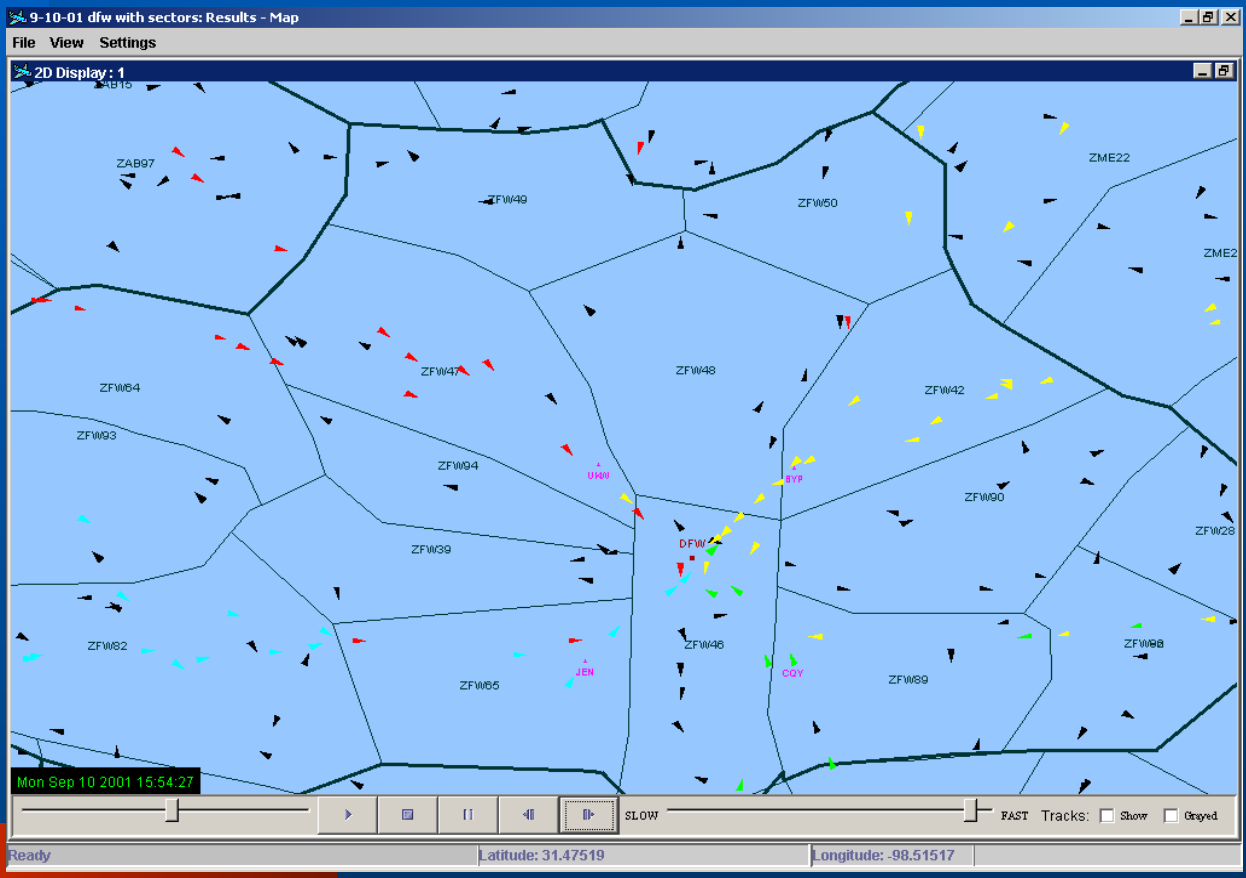 9-10-01 dfw with sectors: Results - Map
File View Settings
2D Display : 1
ZAB15
ZAB97
ZME22
ZFW49
ZFW50
ZME2
ZFW64
ZFW47
ZFW48
ZFW42
ZFW93
ZFW94
UKW
BYP
ZFW90
ZFW28
DFW
ZFW39
ZFW82
ZFW46
JEN
CQY
ZFW65
ZFW89
Mon Sep 10 2001 15:54:27
SLOW
FAST Tracks: Show Grayed
Ready Latitude: 31.47519 Longitude: -98.51517